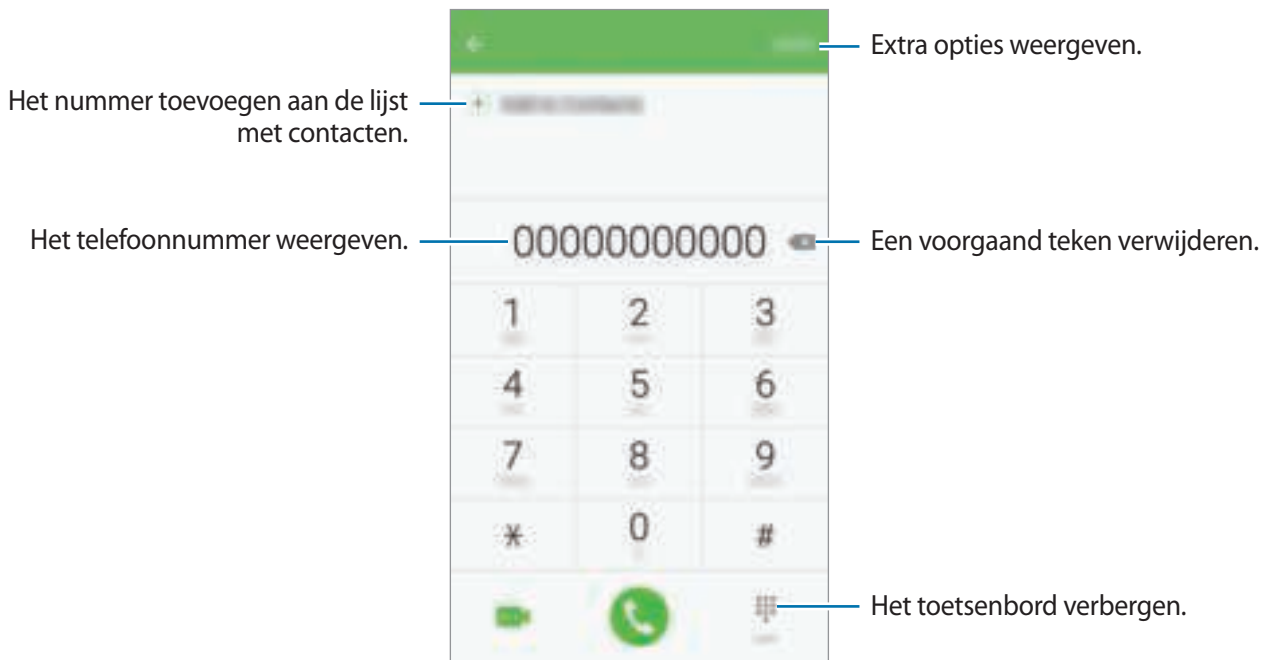 Extra opties weergeven.
Het nummer toevoegen aan de lijst
met contacten.
Het telefoonnummer weergeven.
00000000000
Een voorgaand teken verwijderen.
1 2 3
4 5 6
7 8 9
* 0 #
Het toetsenbord verbergen.